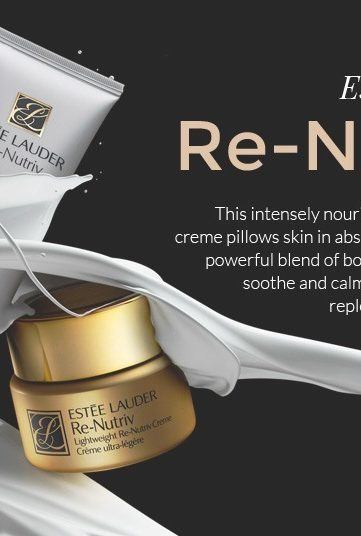 ESTĒE LAUDER
Re-Nutriv
Re-N
This intensely nour
creme pillows skin in abs
powerful blend of bo
soothe and calm
repl
ESTĒE LAUDER
Re-Nutriv
Lightweight Re-Nutriv Creme
Crème ultra-légère